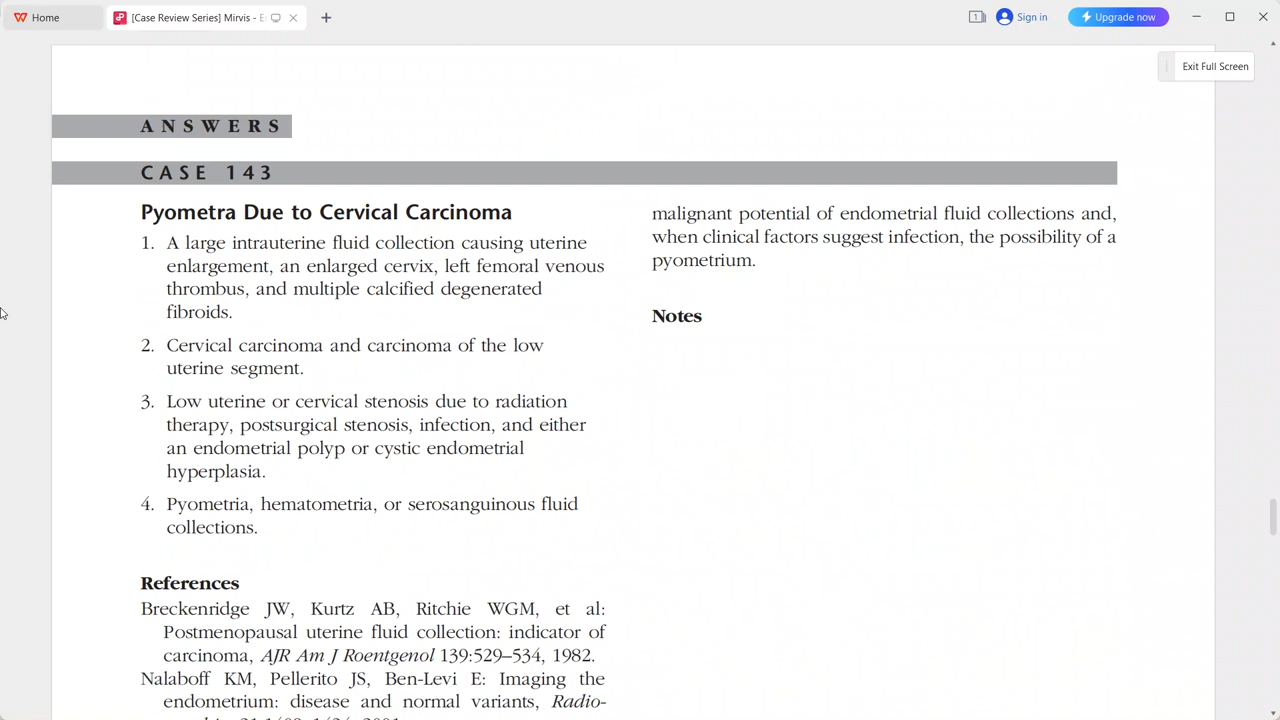 Home
[Case Review Series] Mirvis - E
1
Sign in
Upgrade now
Exit Full Screen
ANSWERS
CASE 143
Pyometra Due to Cervical Carcinoma
1. A large intrauterine fluid collection causing uterine
enlargement, an enlarged cervix, left femoral venous
thrombus, and multiple calcified degenerated
fibroids.
2. Cervical carcinoma and carcinoma of the low
uterine segment.
3. Low uterine or cervical stenosis due to radiation
therapy, postsurgical stenosis, infection, and either
an endometrial polyp or cystic endometrial
hyperplasia.
4. Pyometria, hematometria, or serosanguinous fluid
collections.
References
Breckenridge JW, Kurtz AB, Ritchie WGM, et al:
Postmenopausal uterine fluid collection: indicator of
carcinoma, AJR Am J Roentgenol 139:529–534, 1982.
Nalaboff KM, Pellerito JS, Ben-Levi E: Imaging the
endometrium: disease and normal variants, Radio-
malignant potential of endometrial fluid collections and,
when clinical factors suggest infection, the possibility of a
pyometrium.
Notes